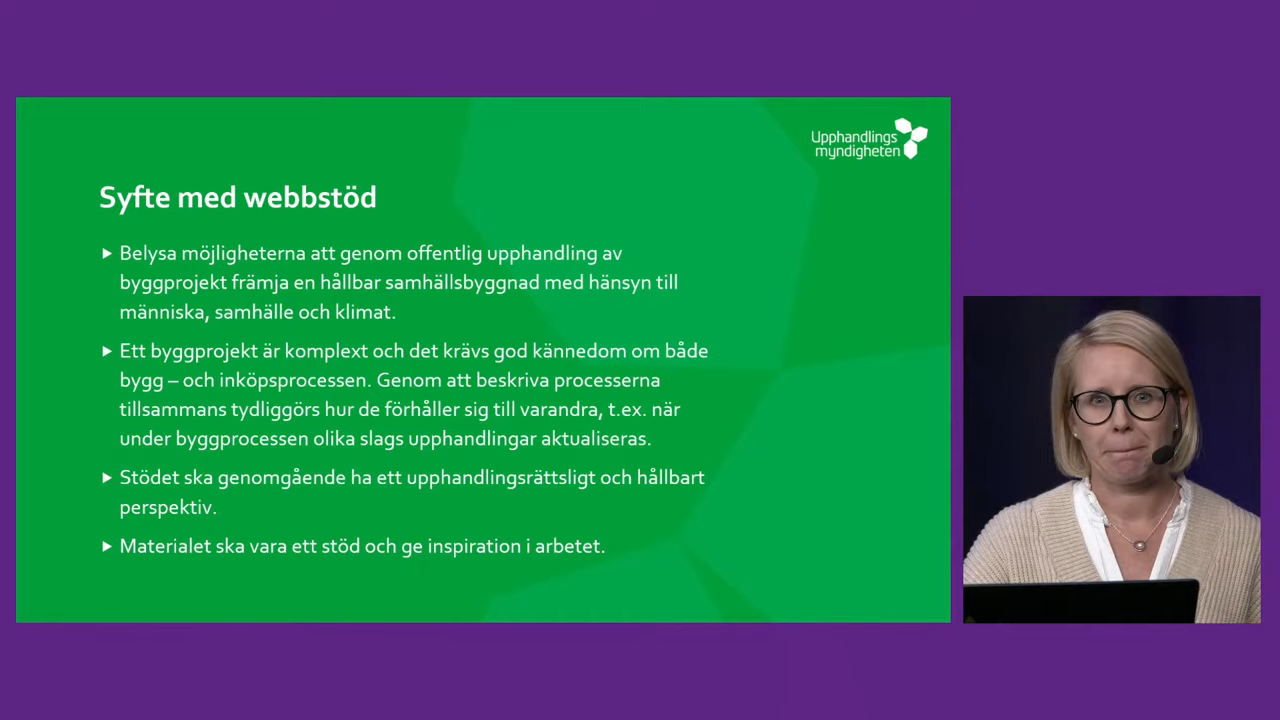 Upphandlings
myndigheten
Syfte med webbstöd
Belysa möjligheterna att genom offentlig upphandling av
byggprojekt främja en hållbar samhällsbyggnad med hänsyn till
människa, samhälle och klimat.
Ett byggprojekt är komplext och det krävs god kännedom om både
bygg – och inköpsprocessen. Genom att beskriva processerna
tillsammans tydliggörs hur de förhåller sig till varandra, t.ex. när
under byggprocessen olika slags upphandlingar aktualiseras.
Stödet ska genomgående ha ett upphandlingsrättsligt och hållbart
perspektiv.
Materialet ska vara ett stöd och ge inspiration i arbetet.